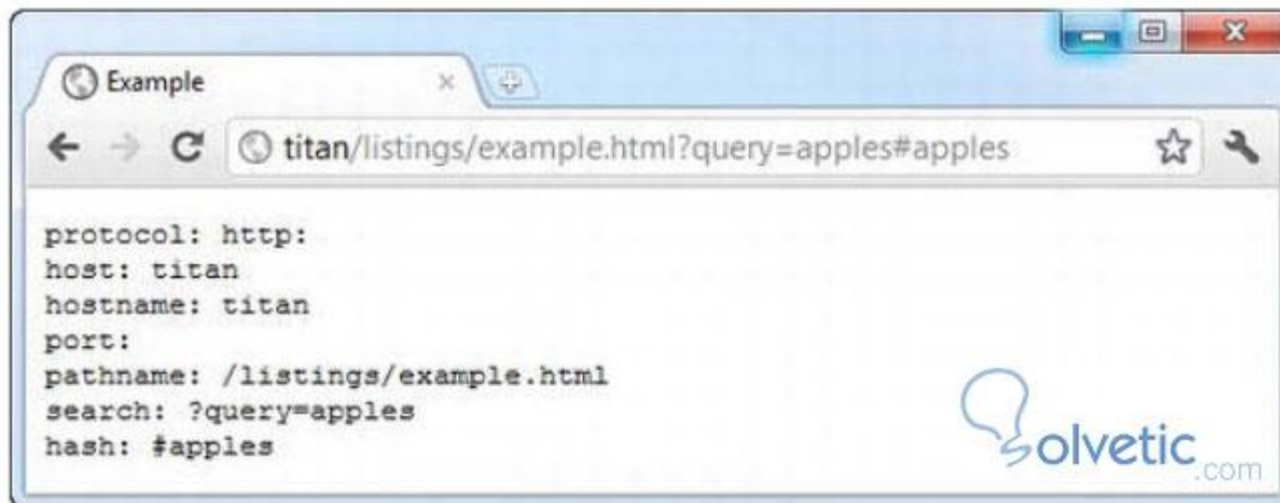 Example
titan/listings/example.html?query=apples#apples
protocol: http:
host: titan
hostname: titan
port:
pathname: /listings/example.html
search: ?query=apples
hash: #apples
Solvetic.com